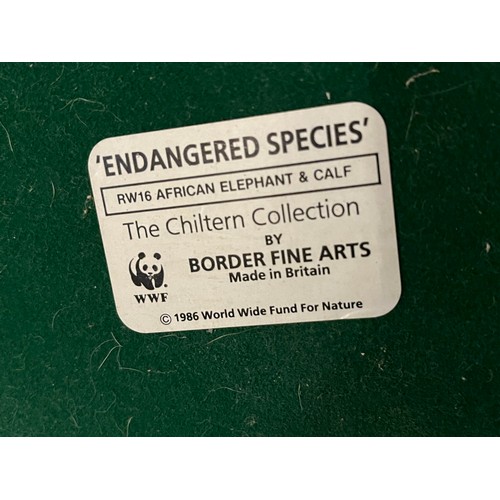 'ENDANGERED SPECIES'
RW16 AFRICAN ELEPHANT & CALF
The Chiltern Collection
BY
BORDER FINE ARTS
Made in Britain
WWF
© 1986 World Wide Fund For Nature